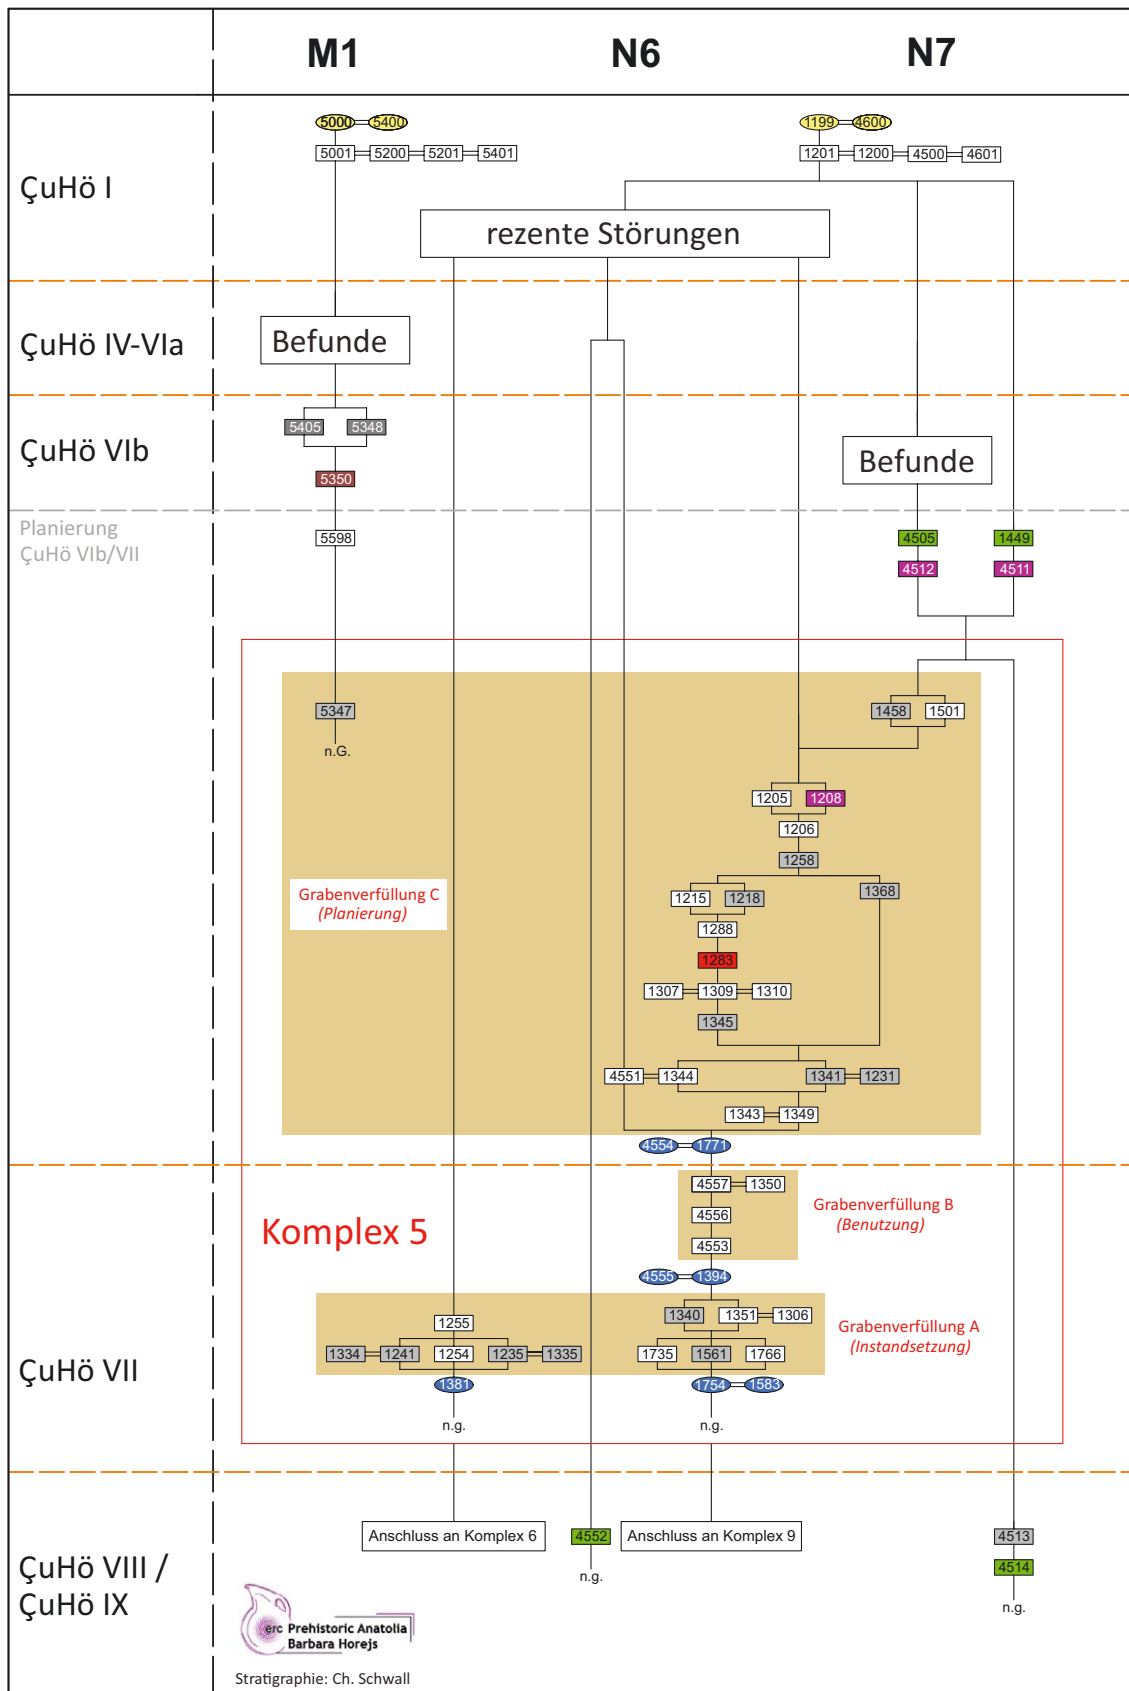 M1 N6 N7
5000 5400 1199 4600
5001 5200 5201 5401 1201 1200 4500 4601
ÇuHö I
rezente Störungen
ÇuHö IV-VIa
Befunde
5405 5348
ÇuHö VIb
Befunde
5350
Planierung
ÇuHö VIb/VII
5598 4505 1449
4512 4511
5347 1458 1501
n.G.
1205 1208
1206
1258
Grabenverfüllung C
(Planierung)
1215 1218 1368
1288
1283
1307 1309 1310
1345
4551 1344 1341 1231
1343 1349
4554 1771
4557 1350
Komplex 5
4556
Grabenverfüllung B
(Benutzung)
4553
4555 1394
1255 1340 1351 1306
Grabenverfüllung A
(Instandsetzung)
ÇuHö VII
1334 1241 1254 1235 1335 1735 1561 1766
1381 1754 1583
n.g. n.g.
Anschluss an Komplex 6 4552 Anschluss an Komplex 9 4513
n.g. 4514
ÇuHö VIII /
ÇuHö IX
n.g.
erc Prehistoric Anatolia
Barbara Horejs
Stratigraphie: Ch. Schwall